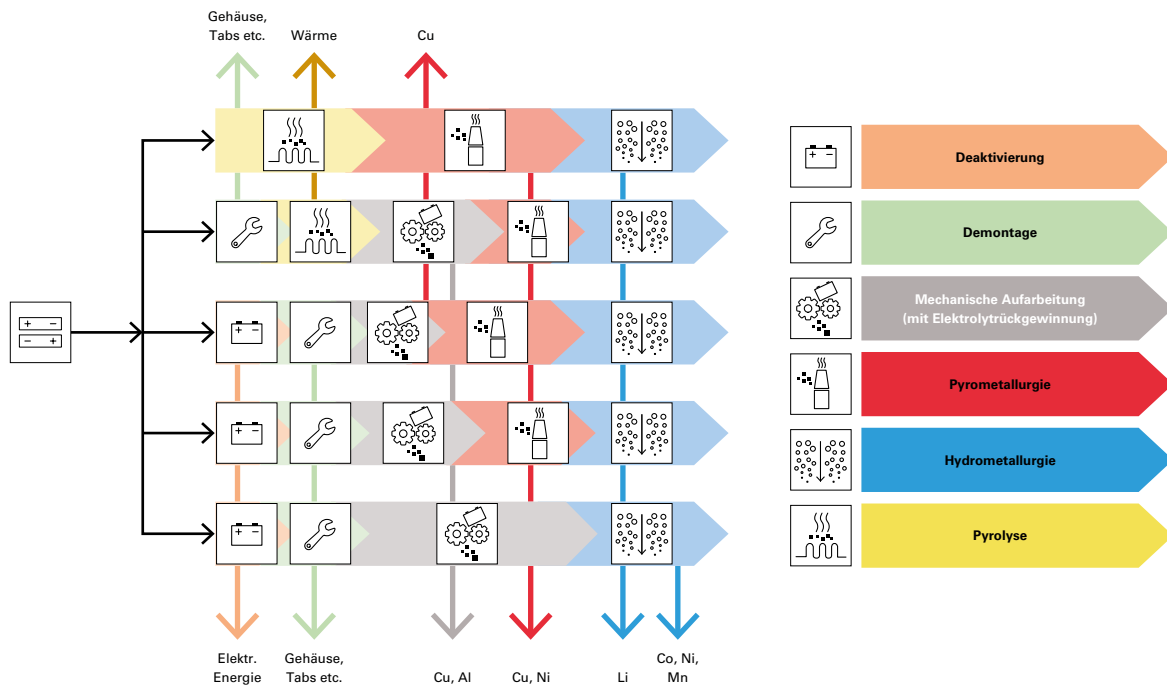 Gehäuse,
Tabs etc.
Wärme
Cu
Deaktivierung
Demontage
Mechanische Aufarbeitung
(mit Elektrolytrückgewinnung)
Pyrometallurgie
Hydrometallurgie
Pyrolyse
Elektr.
Energie
Gehäuse,
Tabs etc.
Cu, Al
Cu, Ni
Li
Co, Ni,
Mn